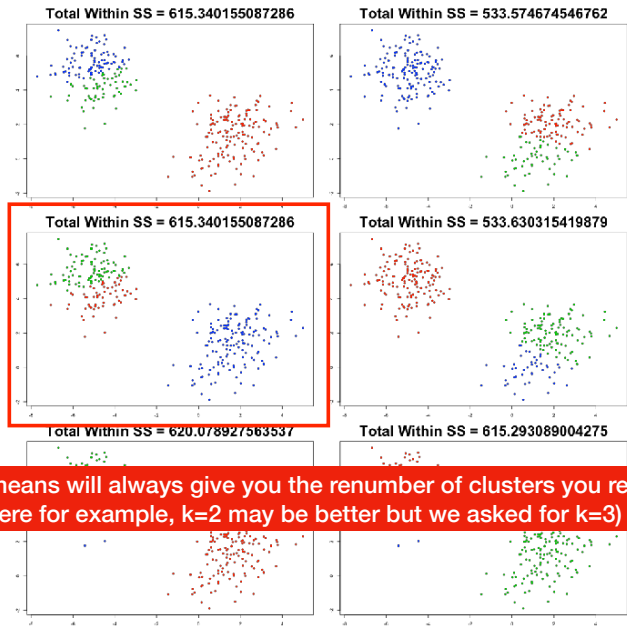 Total Within SS = 615.340155087286
Total Within SS = 533.574674546762
Total Within SS = 615.340155087286
Total Within SS = 533.630315419879
Total Within SS = 620.078927563537
Total Within SS = 615.293089004275
means will always give you the renumber of clusters you re
ere for example, k=2 may be better but we asked for k=3)